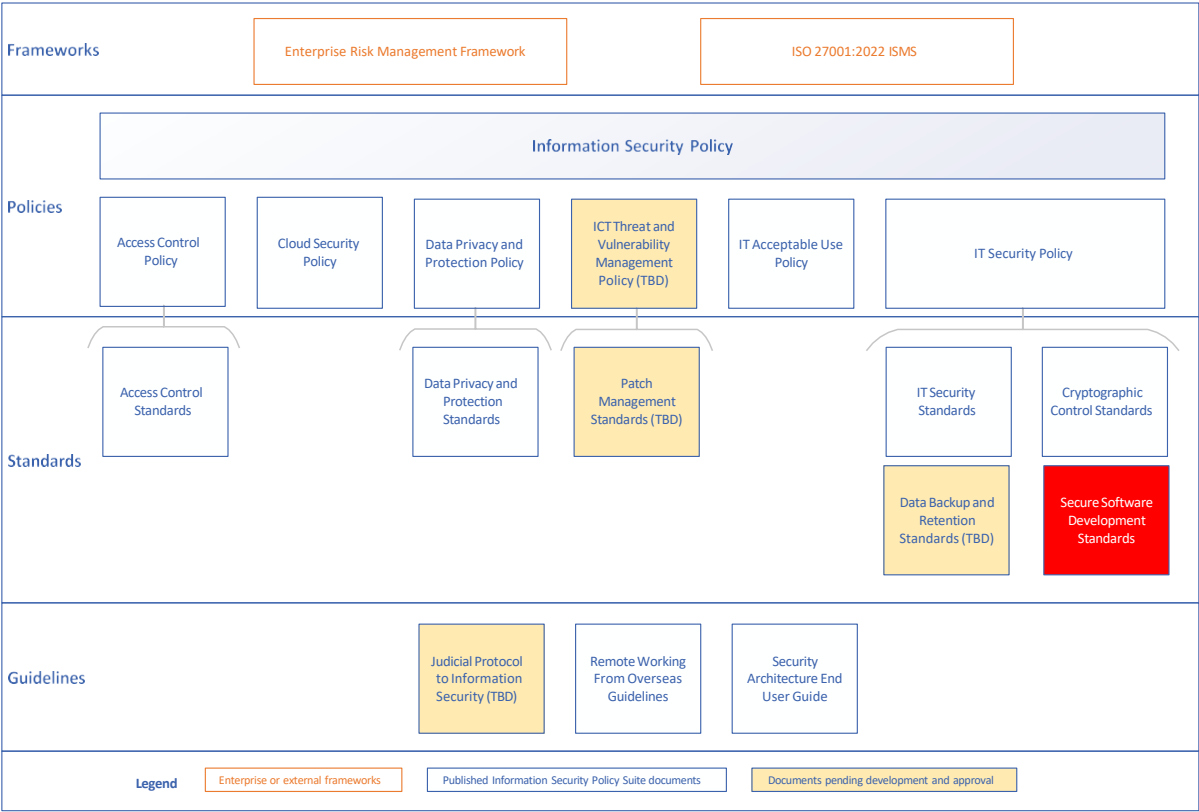 Frameworks
Enterprise Risk Management Framework
ISO 27001:2022 ISMS
Policies
Information Security Policy
Access Control
Policy
Cloud Security
Policy
Data Privacy and
Protection Policy
ICT Threat and
Vulnerability
Management
Policy (TBD)
IT Acceptable Use
Policy
IT Security Policy
Standards
Access Control
Standards
Data Privacy and
Protection
Standards
Patch
Management
Standards (TBD)
IT Security
Standards
Cryptographic
Control Standards
Data Backup and
Retention
Standards (TBD)
Secure Software
Development
Standards
Guidelines
Judicial Protocol
to Information
Security (TBD)
Remote Working
From Overseas
Guidelines
Security
Architecture End
User Guide
Legend
Enterprise or external frameworks
Published Information Security Policy Suite documents
Documents pending development and approval